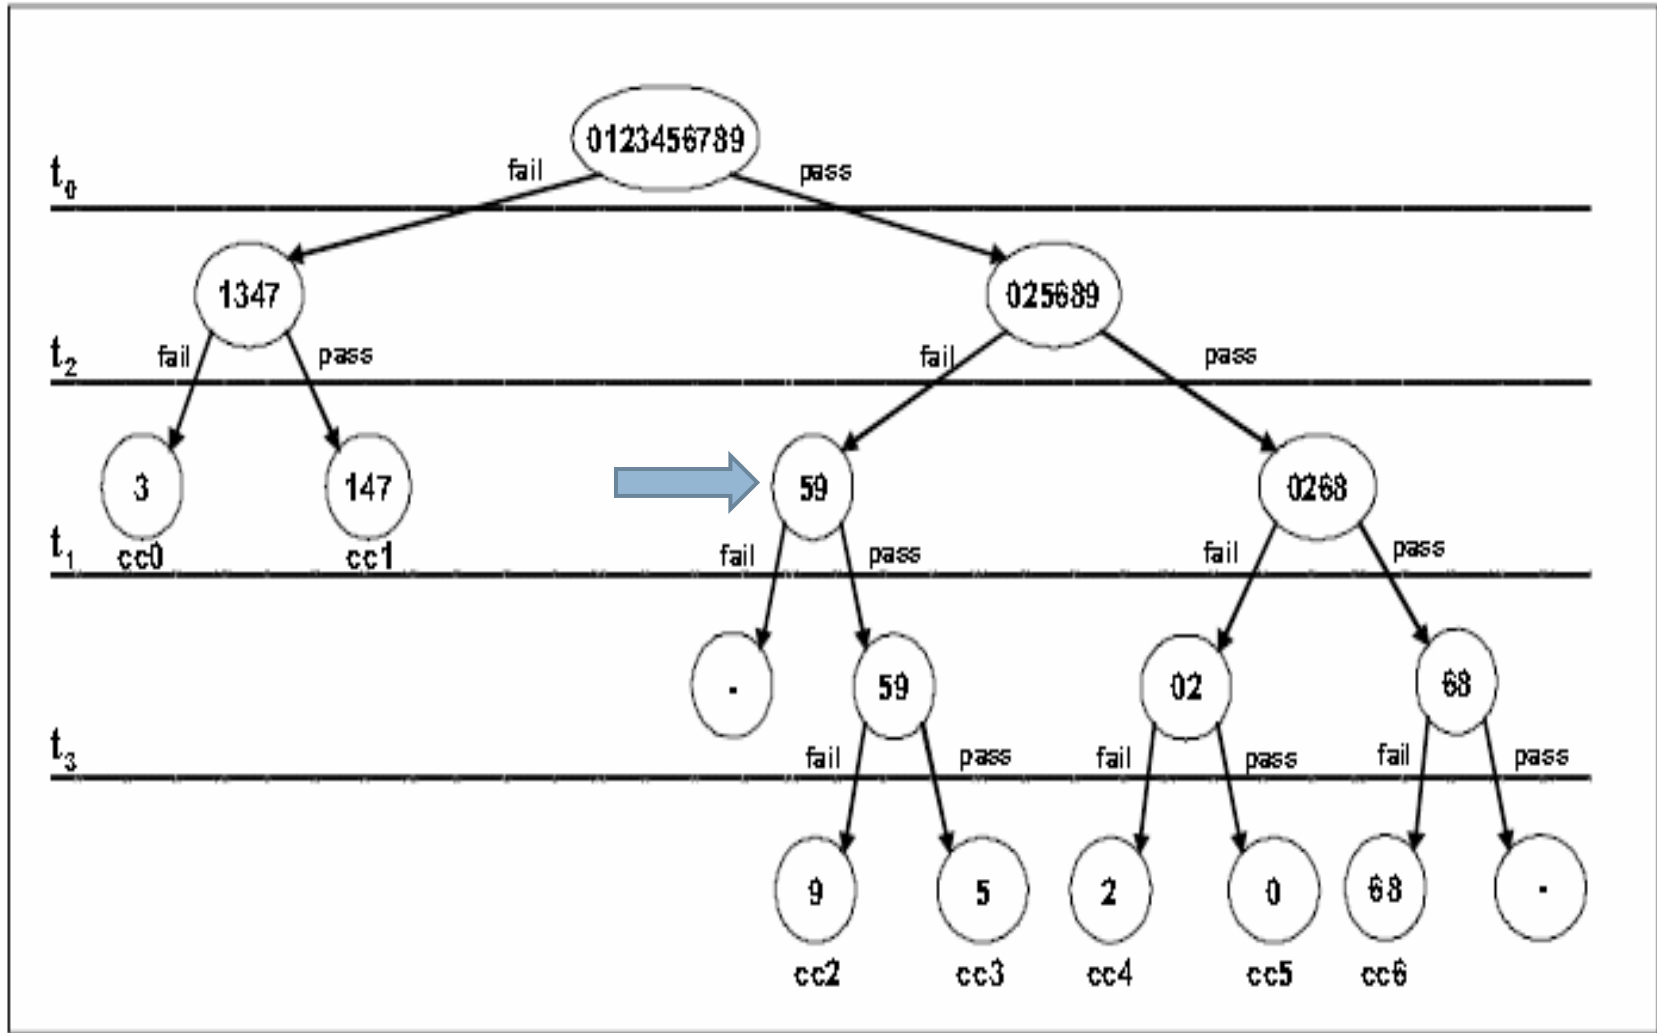 0123456789
t0 fail pass
1347 025689
t2 fail pass fail pass
3 147 59 0268
t1 cc0 cc1 fail pass fail pass
. 59 02 68
t3 fail pass fail pass fail pass
9 5 2 0 68 .
cc2 cc3 cc4 cc5 cc6